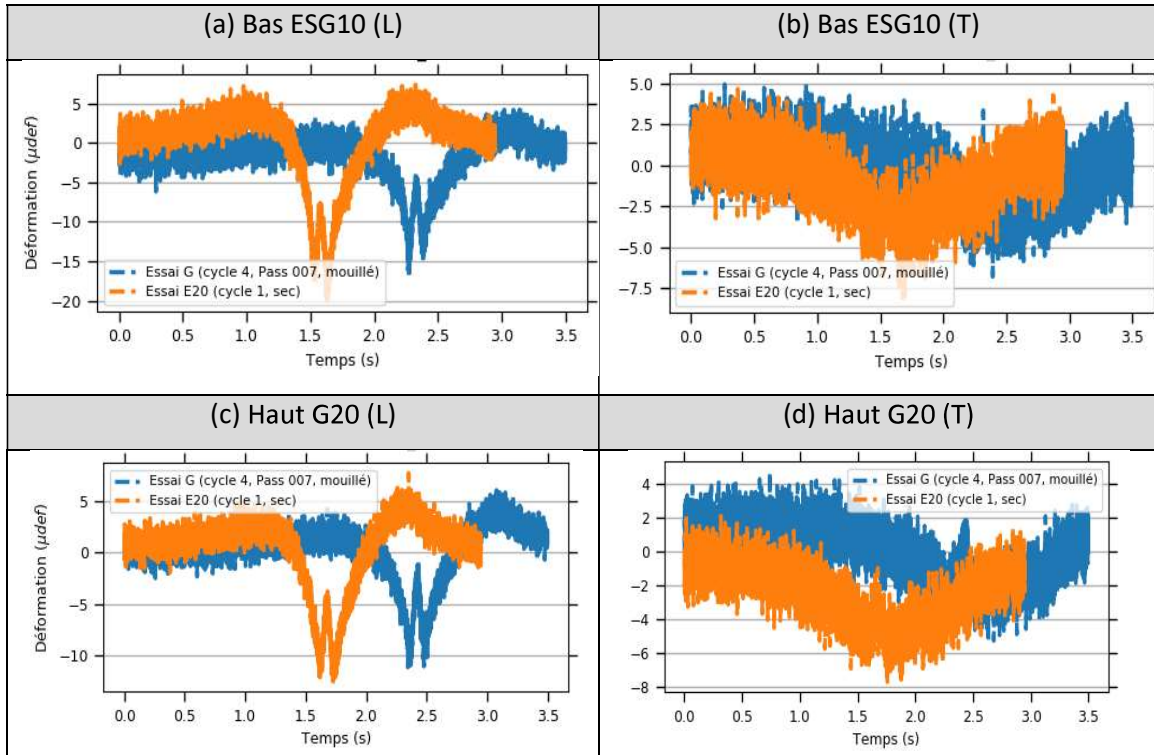 (a) Bas ESG10 (L)
(b) Bas ESG10 (T)
Déformation (μdef)
5
0
−5
−10
−15
−20
Essai G (cycle 4, Pass 007, mouillé)
Essai E20 (cycle 1, sec)
0.0 0.5 1.0 1.5 2.0 2.5 3.0 3.5
Temps (s)
5.0
2.5
0.0
−2.5
−5.0
−7.5
Essai G (cycle 4, Pass 007, mouillé)
Essai E20 (cycle 1, sec)
0.0 0.5 1.0 1.5 2.0 2.5 3.0 3.5
Temps (s)
(c) Haut G20 (L)
(d) Haut G20 (T)
Déformation (μdef)
Essai G (cycle 4, Pass 007, mouillé)
Essai E20 (cycle 1, sec)
5
0
−5
−10
0.0 0.5 1.0 1.5 2.0 2.5 3.0 3.5
Temps (s)
Essai G (cycle 4, Pass 007, mouillé)
Essai E20 (cycle 1, sec)
4
2
0
−2
−4
−6
−8
0.0 0.5 1.0 1.5 2.0 2.5 3.0 3.5
Temps (s)